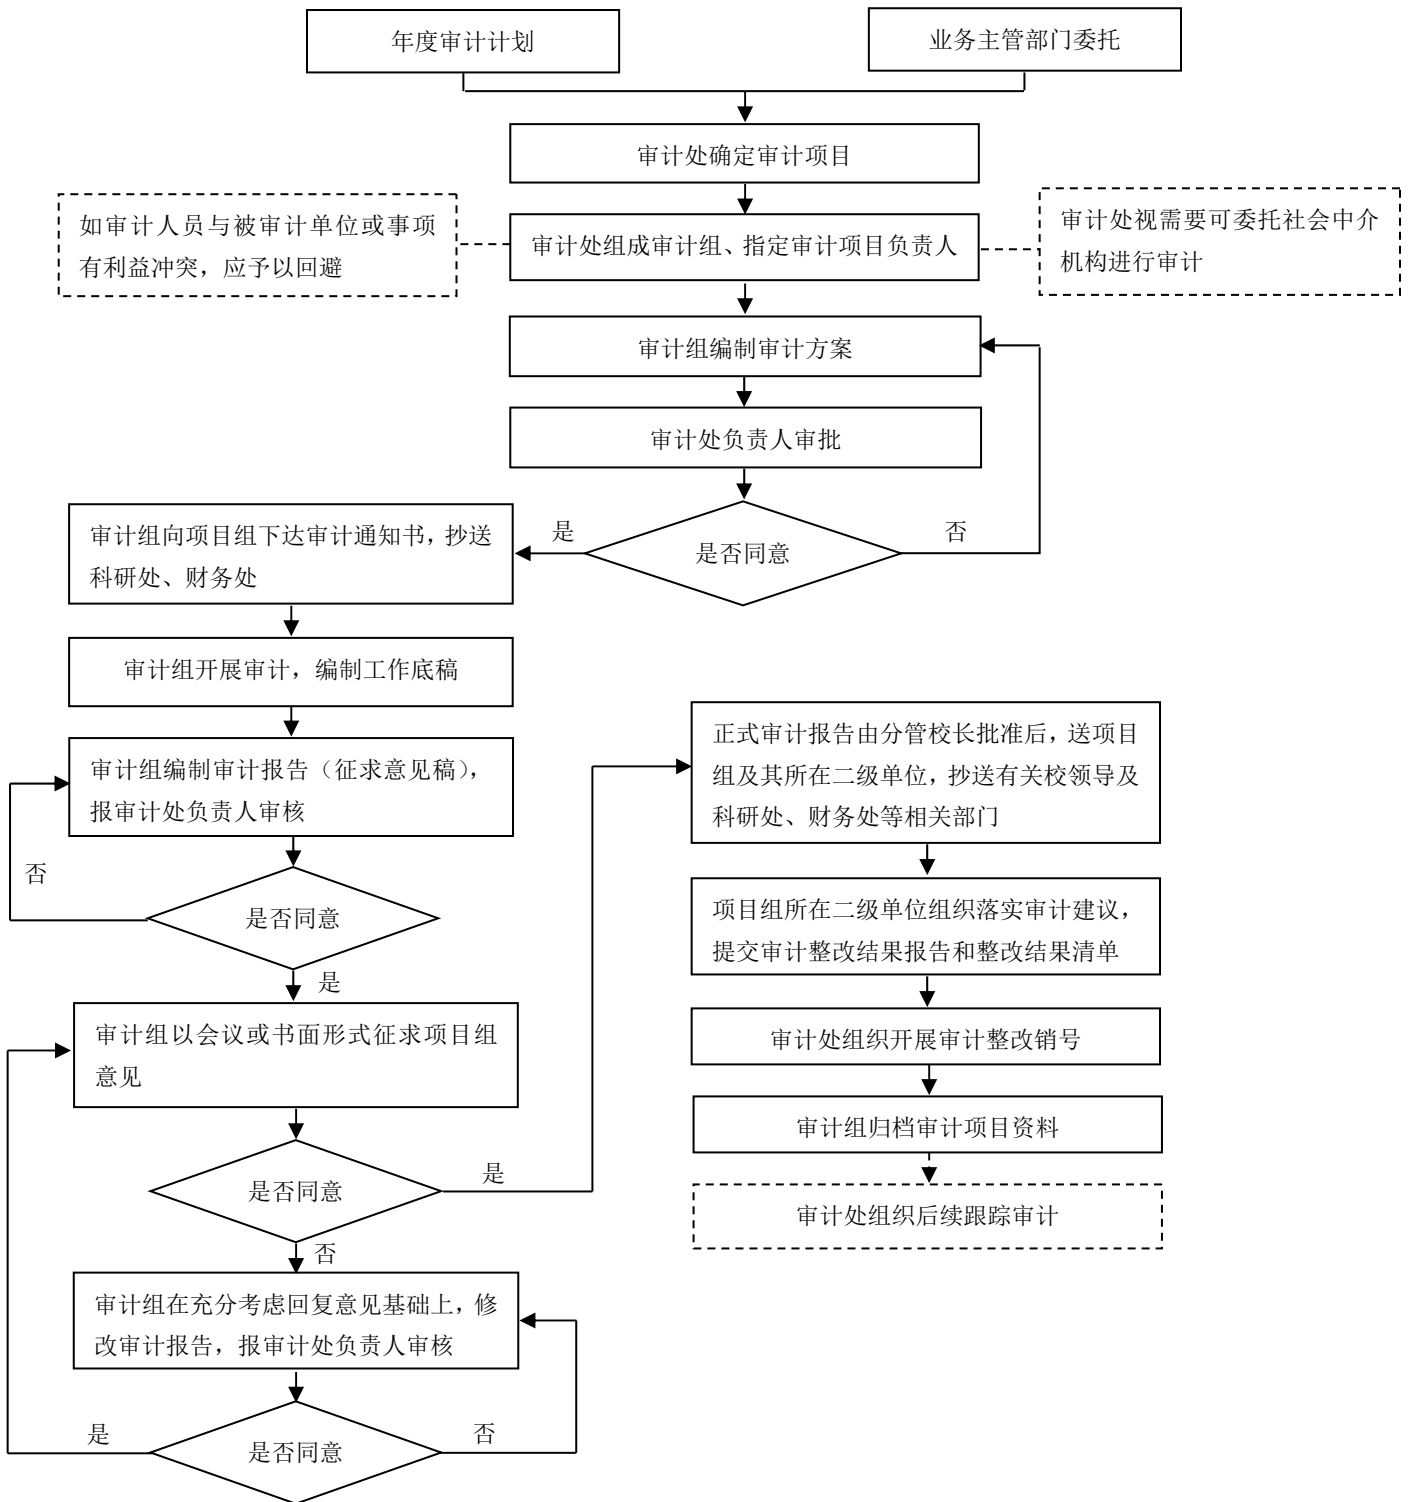 年度审计计划
业务主管部门委托
审计处确定审计项目
如审计人员与被审计单位或事项
有利益冲突，应予以回避
审计处组成审计组、指定审计项目负责人
审计处视需要可委托社会中介
机构进行审计
审计组编制审计方案
审计处负责人审批
是否同意
是
否
审计组向项目组下达审计通知书，抄送
科研处、财务处
审计组开展审计，编制工作底稿
审计组编制审计报告（征求意见稿），
报审计处负责人审核
否
是否同意
是
审计组以会议或书面形式征求项目组
意见
是否同意
是
否
审计组在充分考虑回复意见基础上，修
改审计报告，报审计处负责人审核
是
是否同意
否
正式审计报告由分管校长批准后，送项目
组及其所在二级单位，抄送有关校领导及
科研处、财务处等相关部门
项目组所在二级单位组织落实审计建议，
提交审计整改结果报告和整改结果清单
审计处组织开展审计整改销号
审计组归档审计项目资料
审计处组织后续跟踪审计